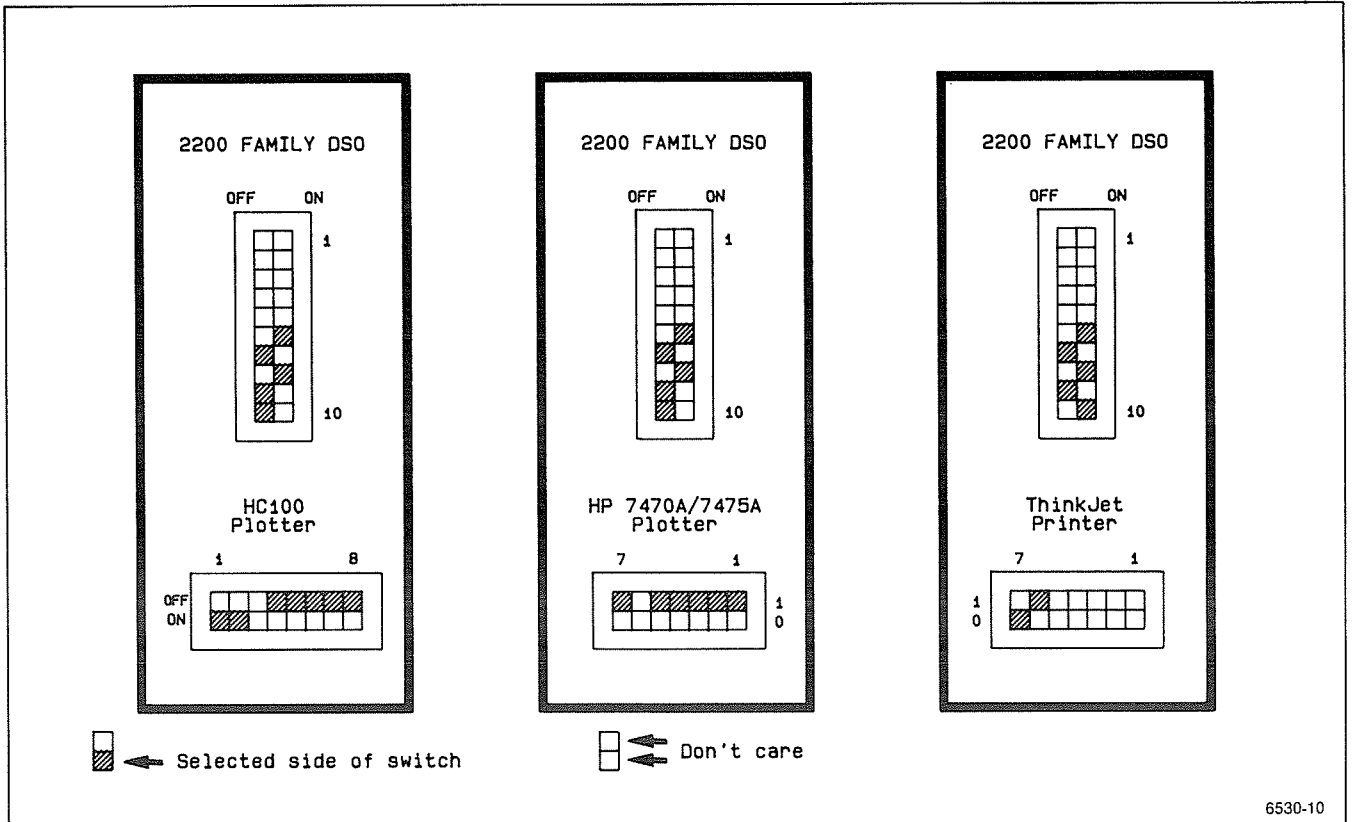 2200 FAMILY DSO
OFF ON
1
10
HC100
Plotter
1 8
OFF
ON
2200 FAMILY DSO
OFF ON
1
10
HP 7470A/7475A
Plotter
7 1
1
0
2200 FAMILY DSO
OFF ON
1
10
ThinkJet
Printer
7 1
1
0
Selected side of switch
Don't care
6530-10